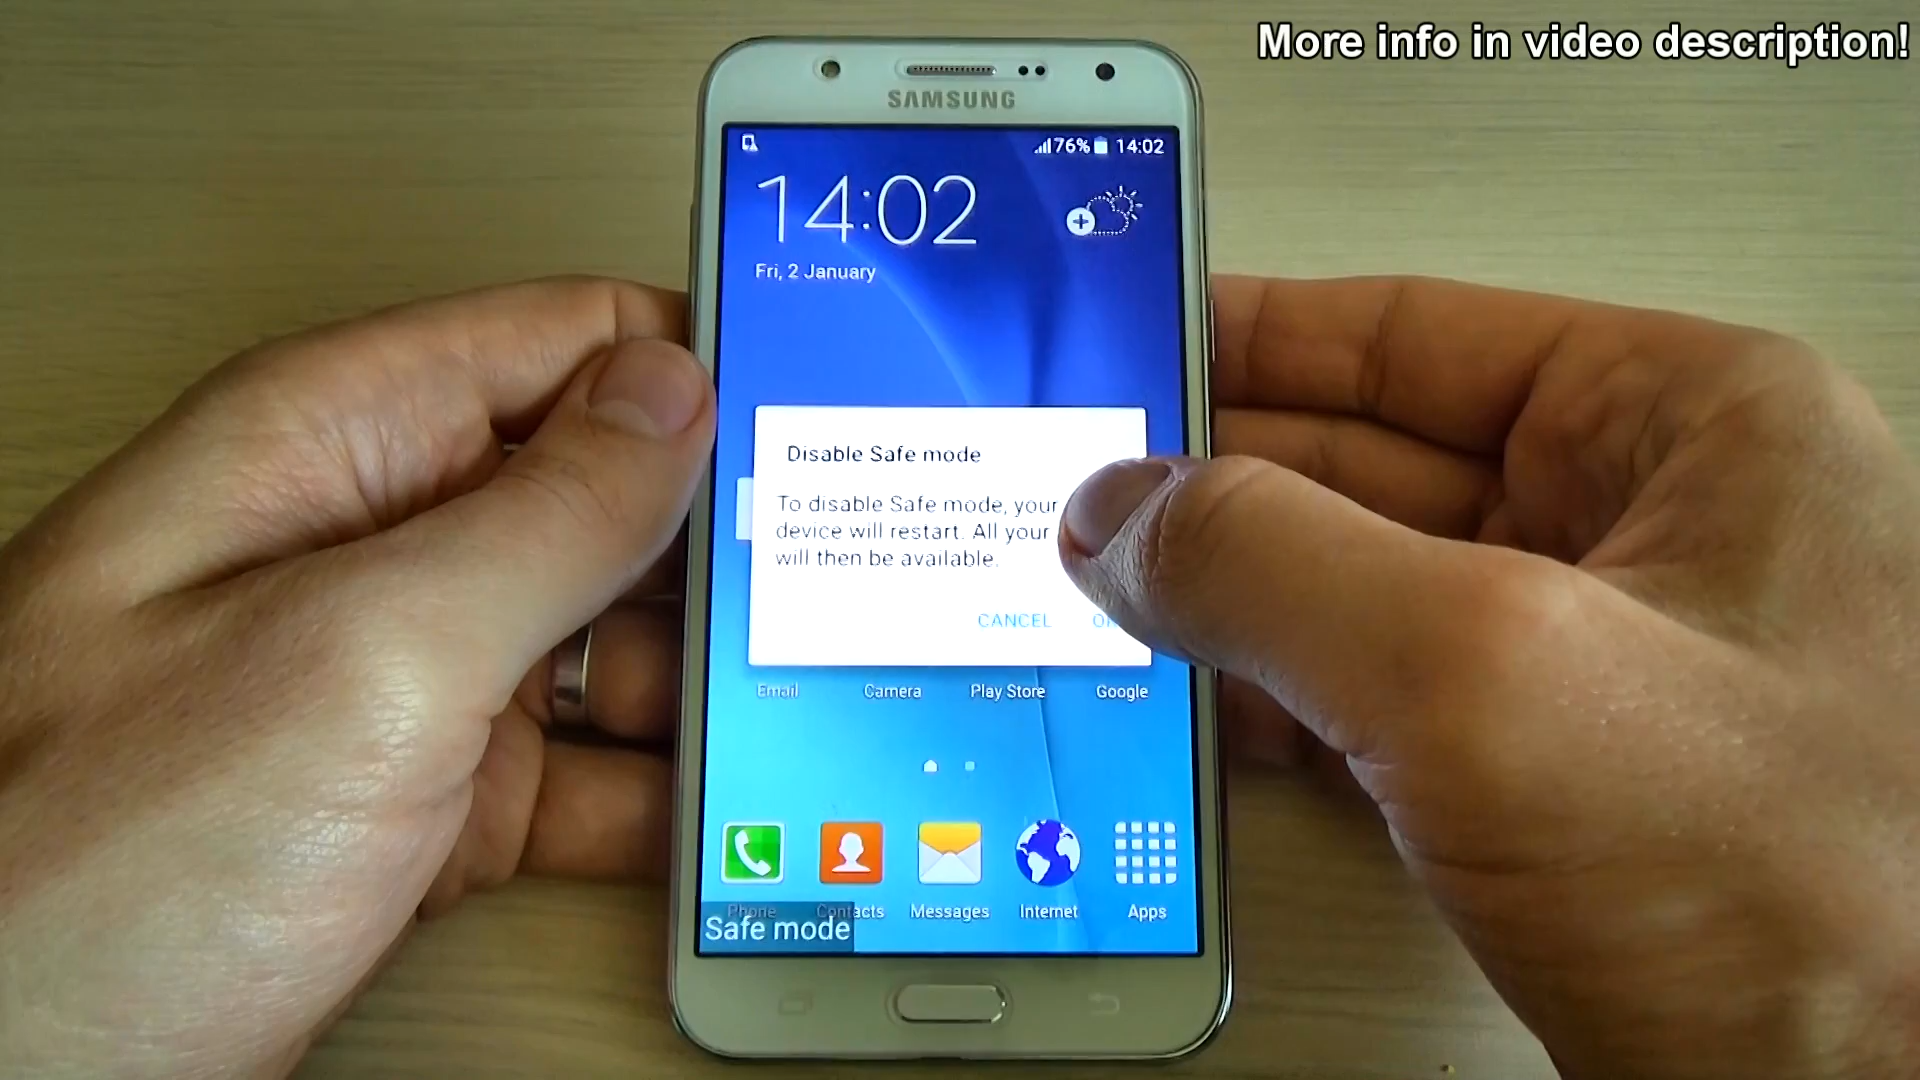 More info in video description!
SAMSUNG
76% 14:02
14:02
Fri, 2 January
Disable Safe mode
To disable Safe mode, your
device will restart. All your
will then be available.
CANCEL
Email Camera Play Store Google
Phone Contacts Messages Internet Apps
Safe mode